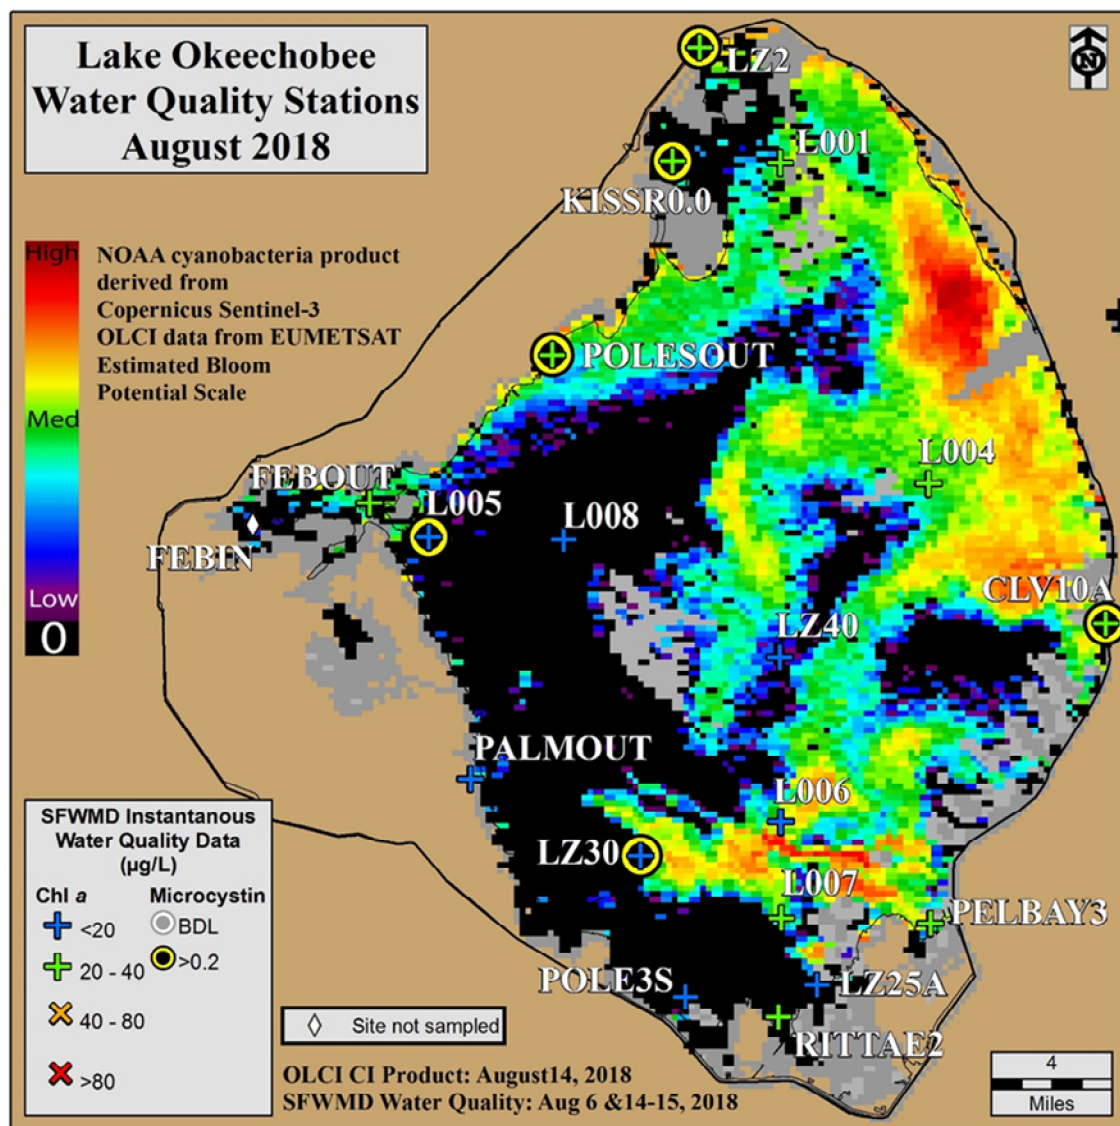 Lake Okeechobee
Water Quality Stations
August 2018
N
LZ2
L001
KISSR0.0
High
NOAA cyanobacteria product
derived from
Copernicus Sentinel-3
OLCI data from EUMETSAT
Estimated Bloom
Potential Scale
POLESOUT
Med
L004
FEBOUT
L005
L008
FEBIN
CLV10A
Low
0
LZ40
PALMOUT
L006
SFWMD Instantanous
Water Quality Data
(µg/L)
Chl a Microcystin
<20 BDL
20 - 40 >0.2
40 - 80
>80
LZ30
L007
PELBAY3
POLE3S
LZ25A
Site not sampled
RITTAE2
4
Miles
OLCI CI Product: August14, 2018
SFWMD Water Quality: Aug 6 &14-15, 2018